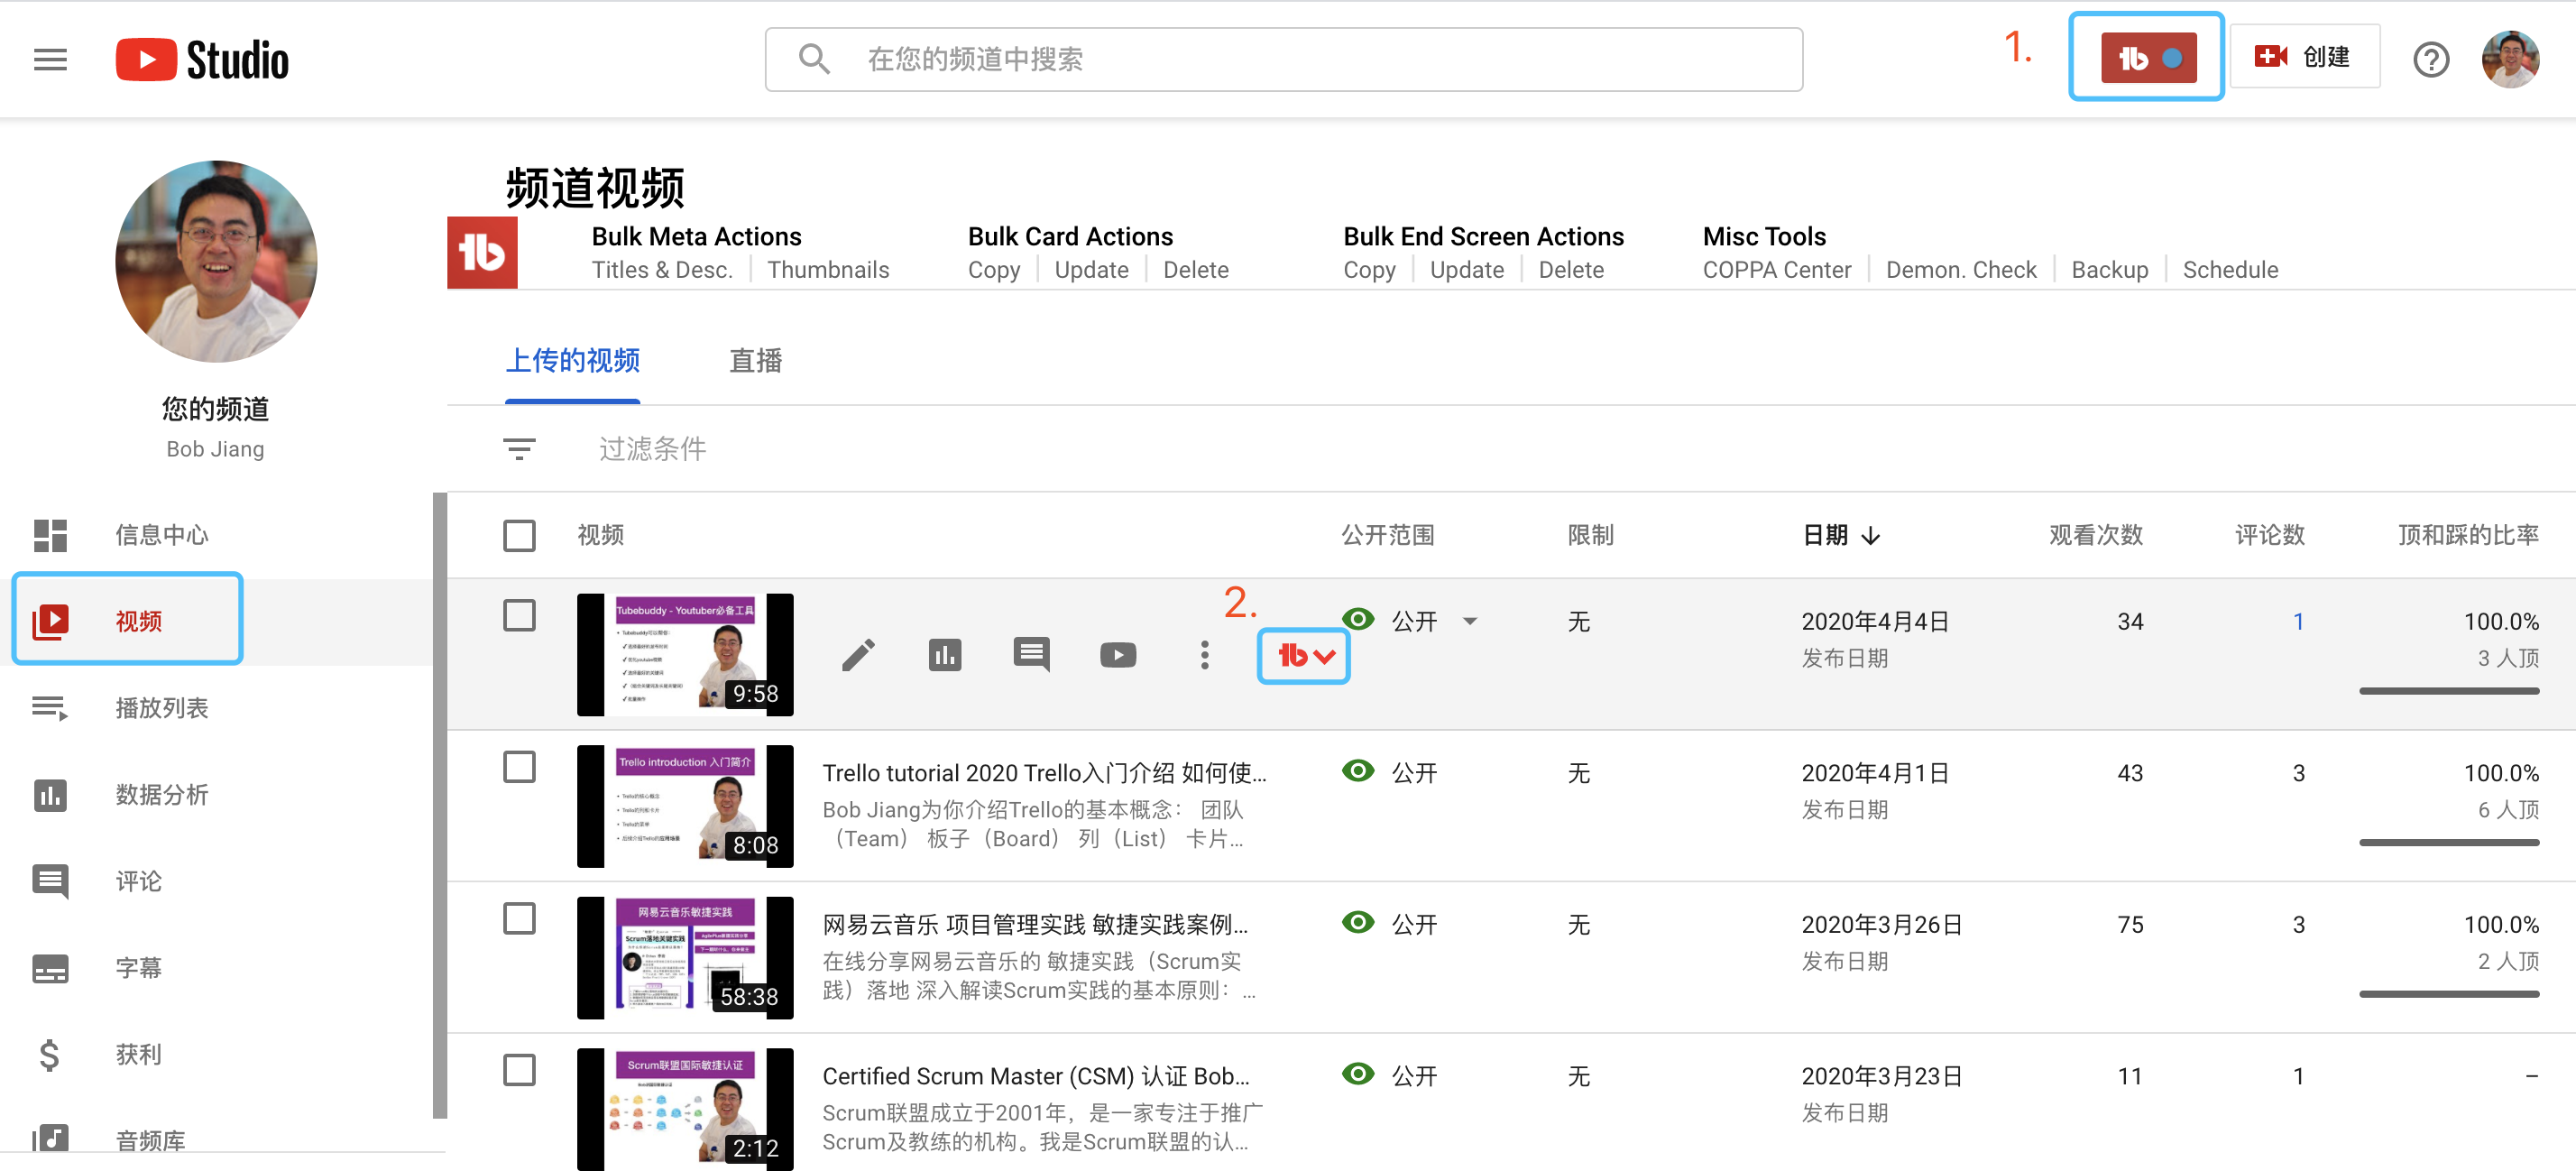 Studio
在您的频道中搜索
1.
创建
频道视频
Bulk Meta Actions
Titles & Desc.
Thumbnails
Bulk Card Actions
Copy
Update
Delete
Bulk End Screen Actions
Copy
Update
Delete
Misc Tools
COPPA Center
Demon. Check
Backup
Schedule
您的频道
Bob Jiang
信息中心
视频
播放列表
数据分析
评论
字幕
获利
音频库
上传的视频
直播
过滤条件
视频
公开范围
限制
日期
观看次数
评论数
顶和踩的比率
Tubebuddy - Youtuber必备工具
9:58
2.
公开
无
2020年4月4日
发布日期
34
1
100.0%
3 人顶
Trello introduction 入门简介
8:08
Trello tutorial 2020 Trello入门介绍 如何使...
Bob Jiang为你介绍Trello的基本概念： 团队
（Team） 板子（Board） 列（List） 卡片...
公开
无
2020年4月1日
发布日期
43
3
100.0%
6 人顶
网易云音乐敏捷实践
Scrum落地关键实践
58:38
网易云音乐 项目管理实践 敏捷实践案例...
在线分享网易云音乐的 敏捷实践（Scrum实
践）落地 深入解读Scrum实践的基本原则： ...
公开
无
2020年3月26日
发布日期
75
3
100.0%
2 人顶
Scrum联盟国际敏捷认证
2:12
Certified Scrum Master (CSM) 认证 Bob...
Scrum联盟成立于2001年，是一家专注于推广
Scrum及教练的机构。我是Scrum联盟的认...
公开
无
2020年3月23日
发布日期
11
1
–